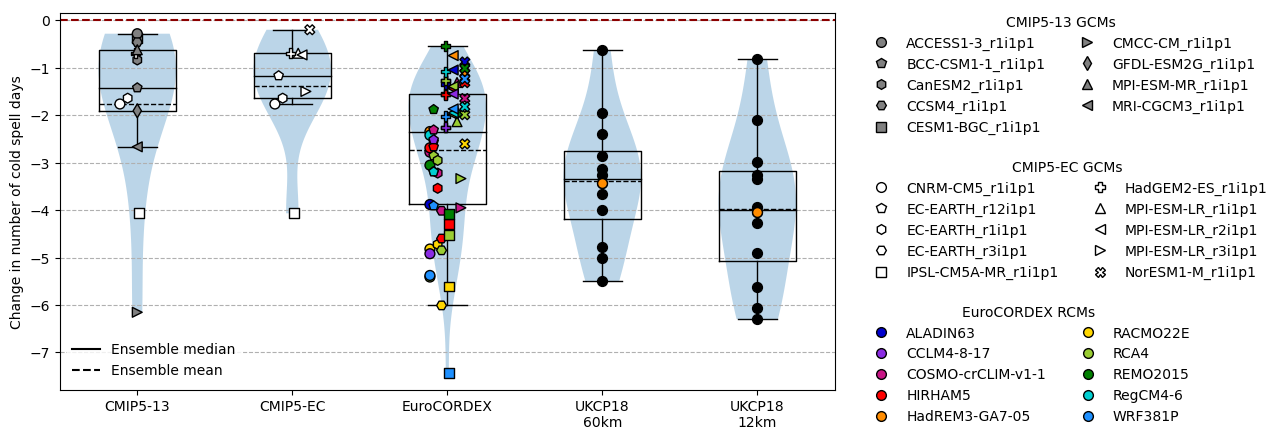 Change in number of cold spell days
0
−1
−2
−3
−4
−5
−6
−7
Ensemble median
Ensemble mean
CMIP5-13
CMIP5-EC
EuroCORDEX
UKCP18
60km
UKCP18
12km
CMIP5-13 GCMs
ACCESS1-3_r1i1p1
BCC-CSM1-1_r1i1p1
CanESM2_r1i1p1
CCSM4_r1i1p1
CESM1-BGC_r1i1p1
CMCC-CM_r1i1p1
GFDL-ESM2G_r1i1p1
MPI-ESM-MR_r1i1p1
MRI-CGCM3_r1i1p1
CMIP5-EC GCMs
CNRM-CM5_r1i1p1
EC-EARTH_r12i1p1
EC-EARTH_r1i1p1
EC-EARTH_r3i1p1
IPSL-CM5A-MR_r1i1p1
HadGEM2-ES_r1i1p1
MPI-ESM-LR_r1i1p1
MPI-ESM-LR_r2i1p1
MPI-ESM-LR_r3i1p1
NorESM1-M_r1i1p1
EuroCORDEX RCMs
ALADIN63
CCLM4-8-17
COSMO-crCLIM-v1-1
HIRHAM5
HadREM3-GA7-05
RACMO22E
RCA4
REMO2015
RegCM4-6
WRF381P